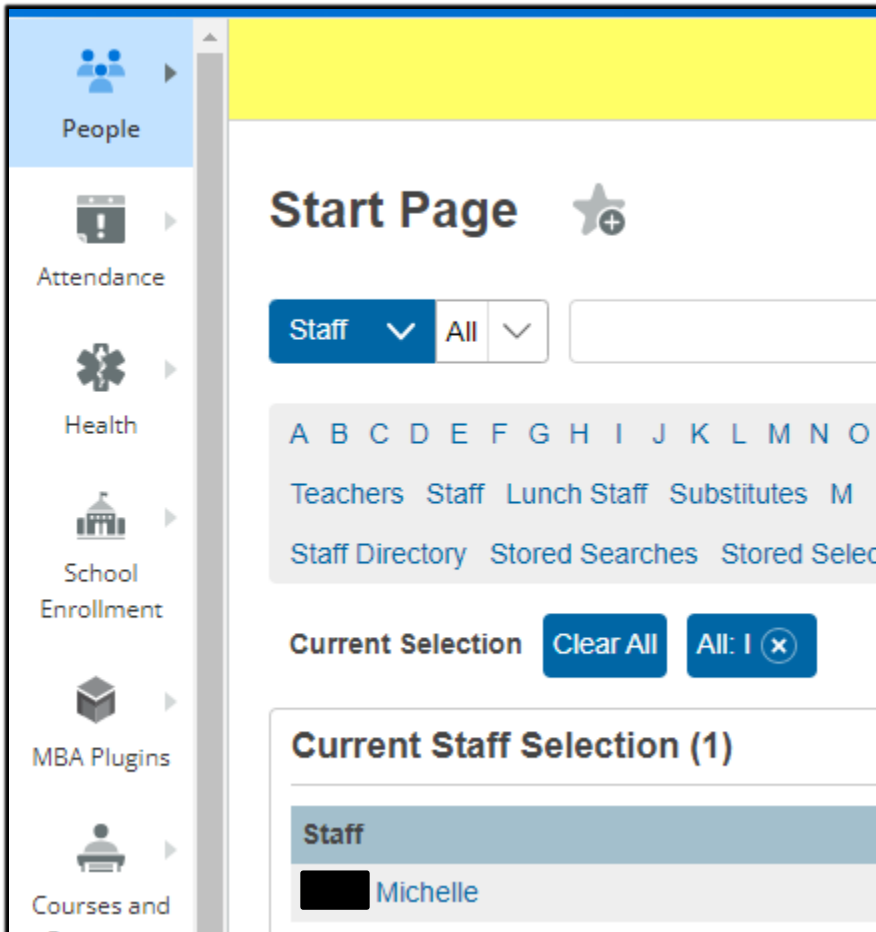 People
Attendance
Health
School
Enrollment
MBA Plugins
Courses and
Start Page
Staff All
A B C D E F G H I J K L M N O
Teachers Staff Lunch Staff Substitutes M
Staff Directory Stored Searches Stored Selec
Current Selection Clear All All: I
Current Staff Selection (1)
Staff
Michelle